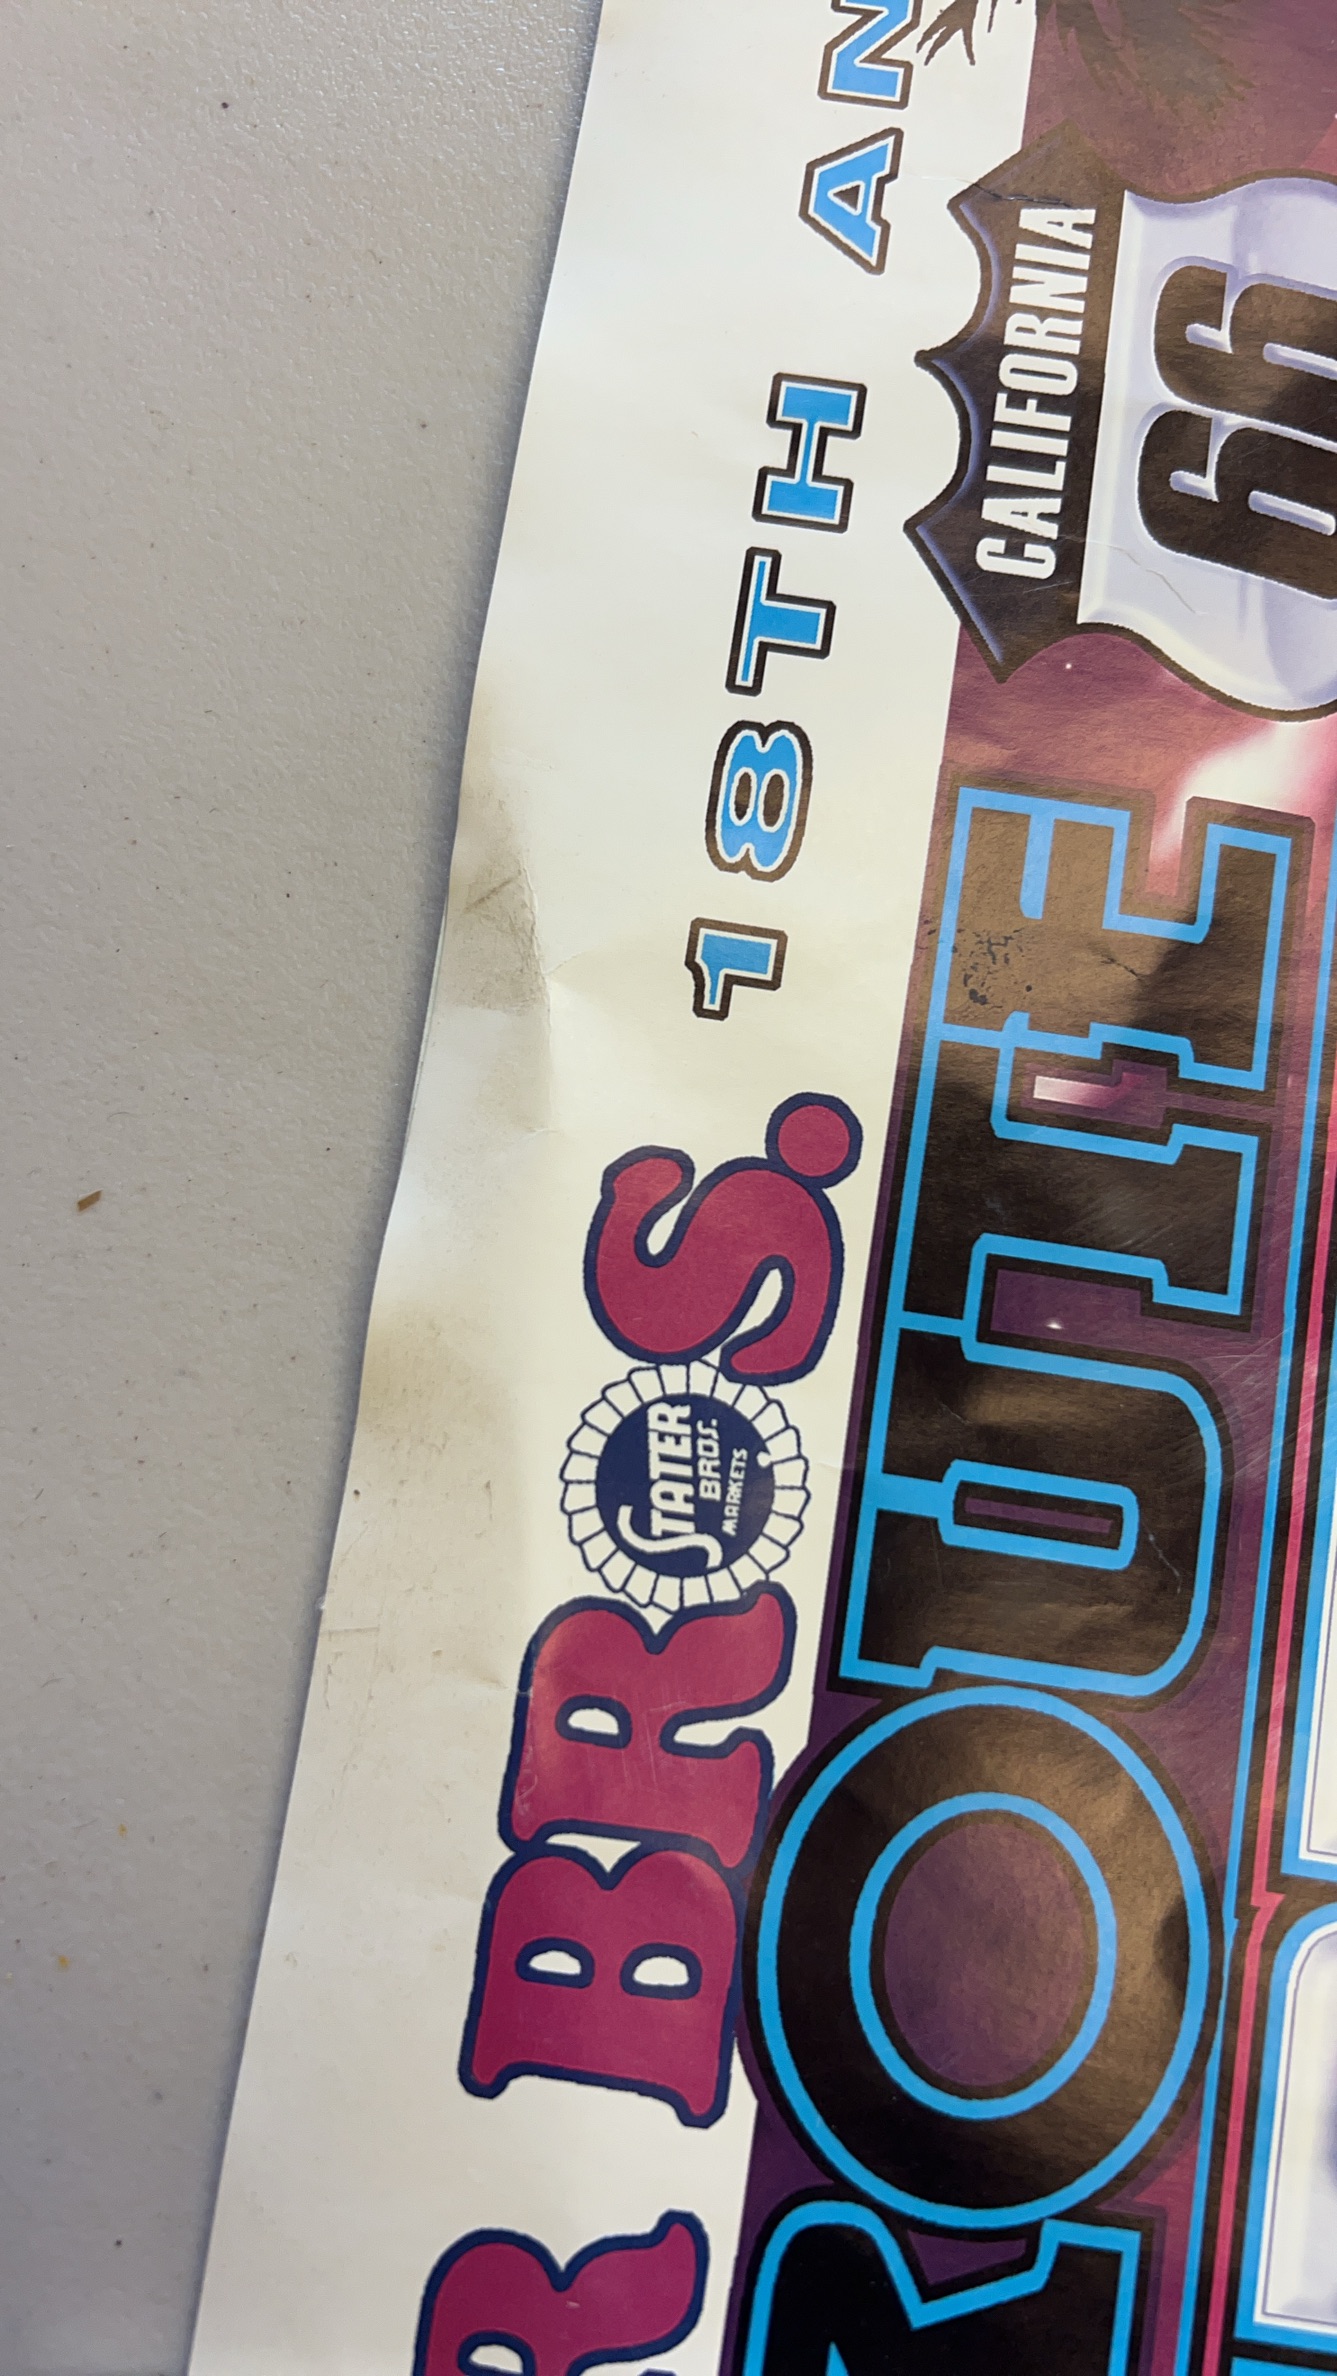 R BROS. 18TH AN
STATER
BROS.
MARKETS
CALIFORNIA
66
ROUTE